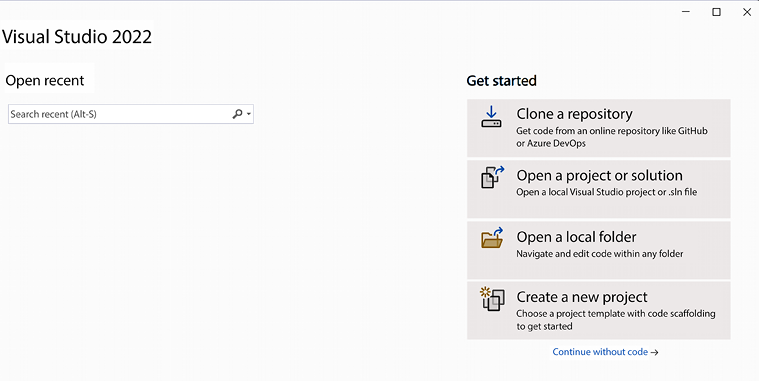 Visual Studio 2022
Open recent
Search recent (Alt-S)
Get started
Clone a repository
Get code from an online repository like GitHub
or Azure DevOps
Open a project or solution
Open a local Visual Studio project or .sln file
Open a local folder
Navigate and edit code within any folder
Create a new project
Choose a project template with code scaffolding
to get started
Continue without code →